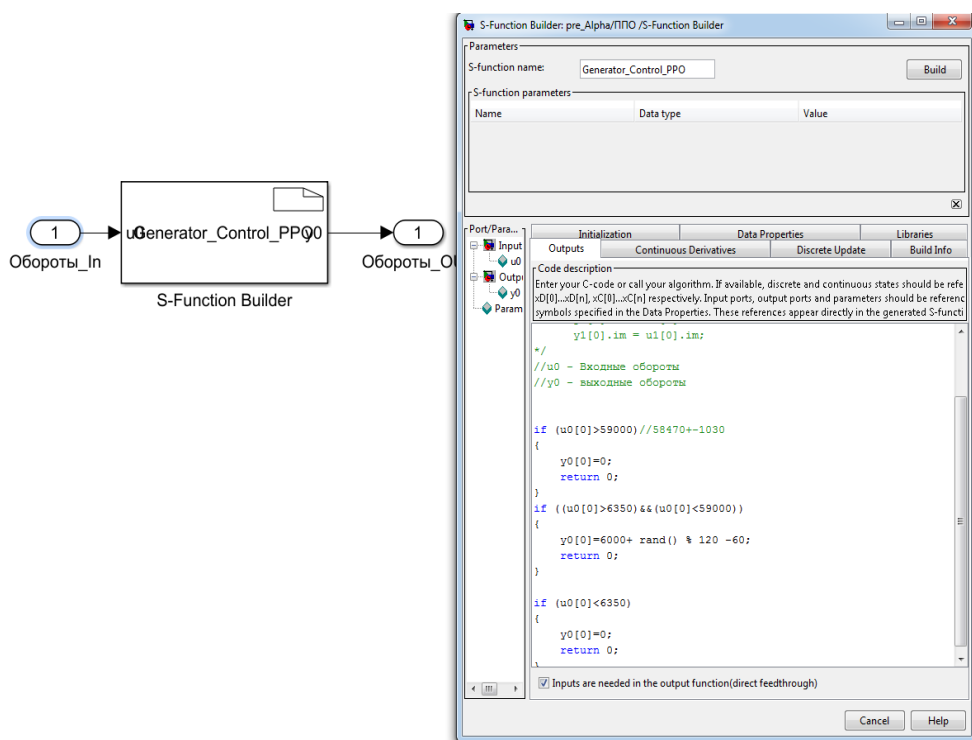 1
Обороты_In
u0
Generator_Control_PPO
y0
1
S-Function Builder
S-Function Builder: pre_Alpha/ППО /S-Function Builder
Parameters
S-function name:
Generator_Control_PPO
Build
S-function parameters
Name
Data type
Value
Port/Para...
Input
u0
y0
Initialization
Data Properties
Libraries
Outputs
Continuous Derivatives
Discrete Update
Build Info
Code description
Enter your C-code or call your algorithm. If available, discrete and continuous states should be refe
xD[0]...xD[n], xC[0]...xC[n] respectively. Input ports, output ports and parameters should be referenc
symbols specified in the Data Properties. These references appear directly in the generated S-functi
y1[0].im = u1[0].im;
*/
//u0 - Входные обороты
//y0 - выходные обороты
if (u0[0]>59000)//58470+-1030
{
y0[0]=0;
return 0;
}
if ((u0[0]>6350)&&(u0[0]<59000))
{
y0[0]=6000+ rand() % 120 -60;
return 0;
}
if (u0[0]<6350)
{
y0[0]=0;
return 0;
Inputs are needed in the output function(direct feedthrough)
Cancel
Help